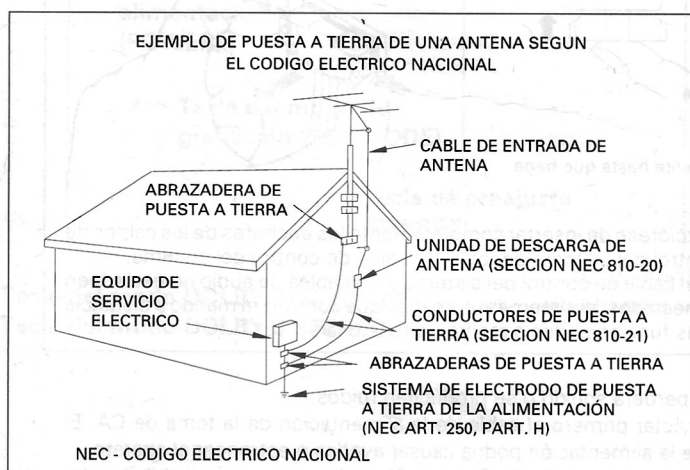 EJEMPLO DE PUESTA A TIERRA DE UNA ANTENA SEGUN
EL CODIGO ELECTRICO NACIONAL
CABLE DE ENTRADA DE
ANTENA
ABRAZADERA DE
PUESTA A TIERRA
UNIDAD DE DESCARGA DE
ANTENA (SECCION NEC 810-20)
EQUIPO DE
SERVICIO
ELECTRICO
CONDUCTORES DE PUESTA A
TIERRA (SECCION NEC 810-21)
ABRAZADERAS DE PUESTA A TIERRA
SISTEMA DE ELECTRODO DE PUESTA
A TIERRA DE LA ALIMENTACIÓN
(NEC ART. 250, PART. H)
NEC - CODIGO ELECTRICO NACIONAL